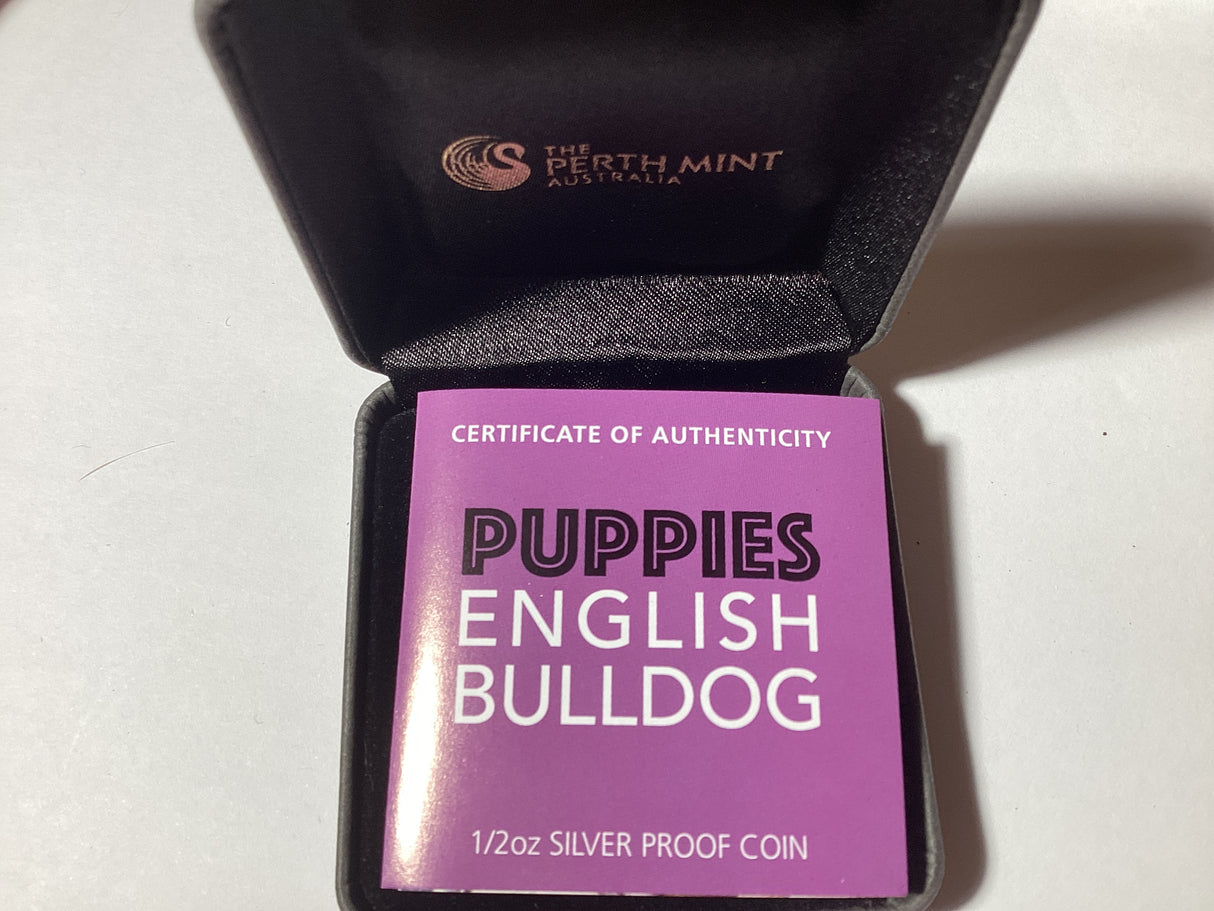 THE
PERTH MINT
AUSTRALIA
CERTIFICATE OF AUTHENTICITY
PUPPIES
ENGLISH
BULLDOG
1/2oz SILVER PROOF COIN